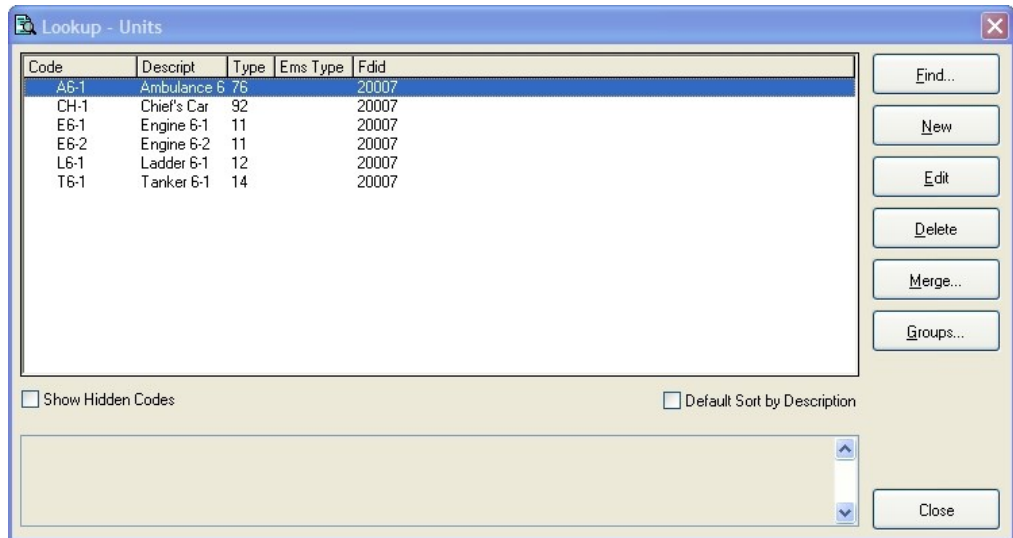 Lookup - Units
Code Descript Type Ems Type Fdid
A6-1 Ambulance 6 76 20007
CH-1 Chief's Car 92 20007
E6-1 Engine 6-1 11 20007
E6-2 Engine 6-2 11 20007
L6-1 Ladder 6-1 12 20007
T6-1 Tanker 6-1 14 20007
Find...
New
Edit
Delete
Merge...
Groups...
Show Hidden Codes
Default Sort by Description
Close